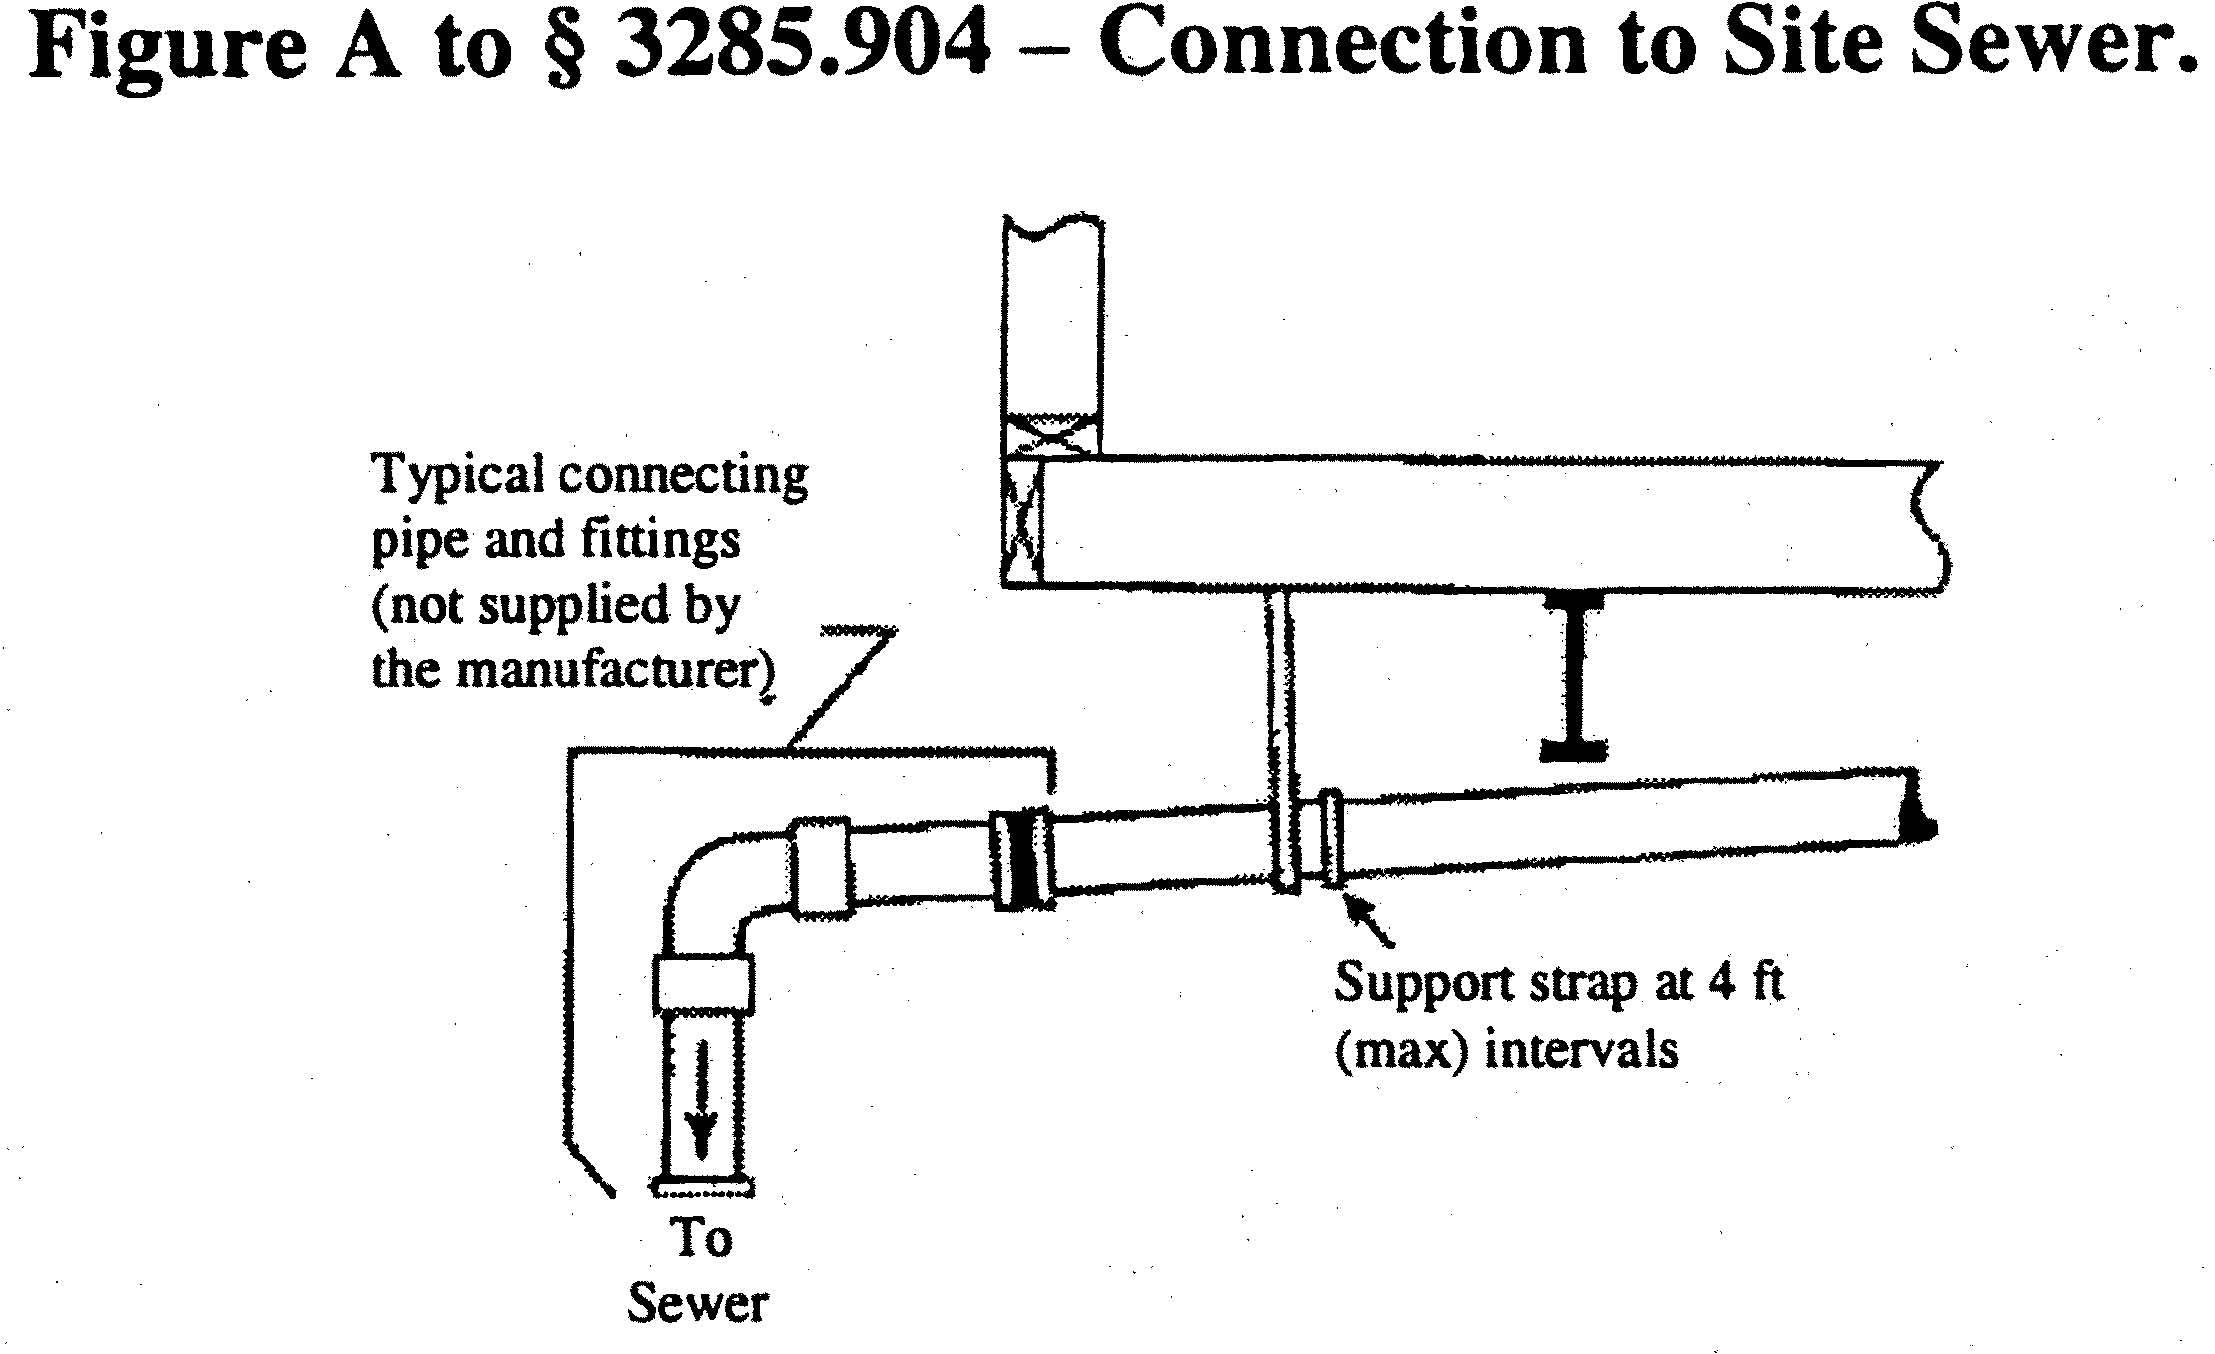 Figure A to § 3285.904 – Connection to Site Sewer.
Typical connecting
pipe and fittings
(not supplied by
the manufacturer)
Support strap at 4 ft
(max) intervals
To
Sewer